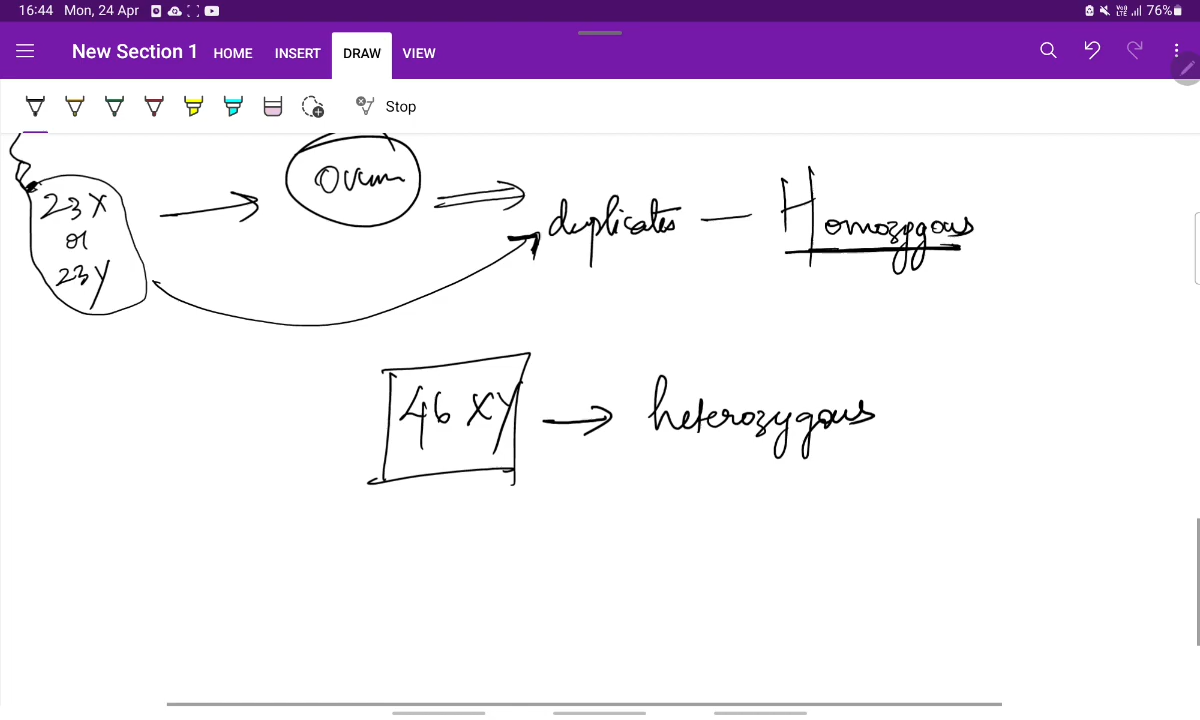 16:44 Mon, 24 Apr 76%
New Section 1 HOME INSERT DRAW VIEW
Stop
23X
or
23Y
Ovum
duplicates — Homozygous
46 XY → heterozygous